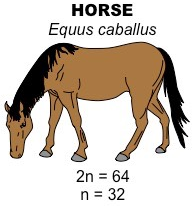 HORSE
Equus caballus
2n = 64
n = 32